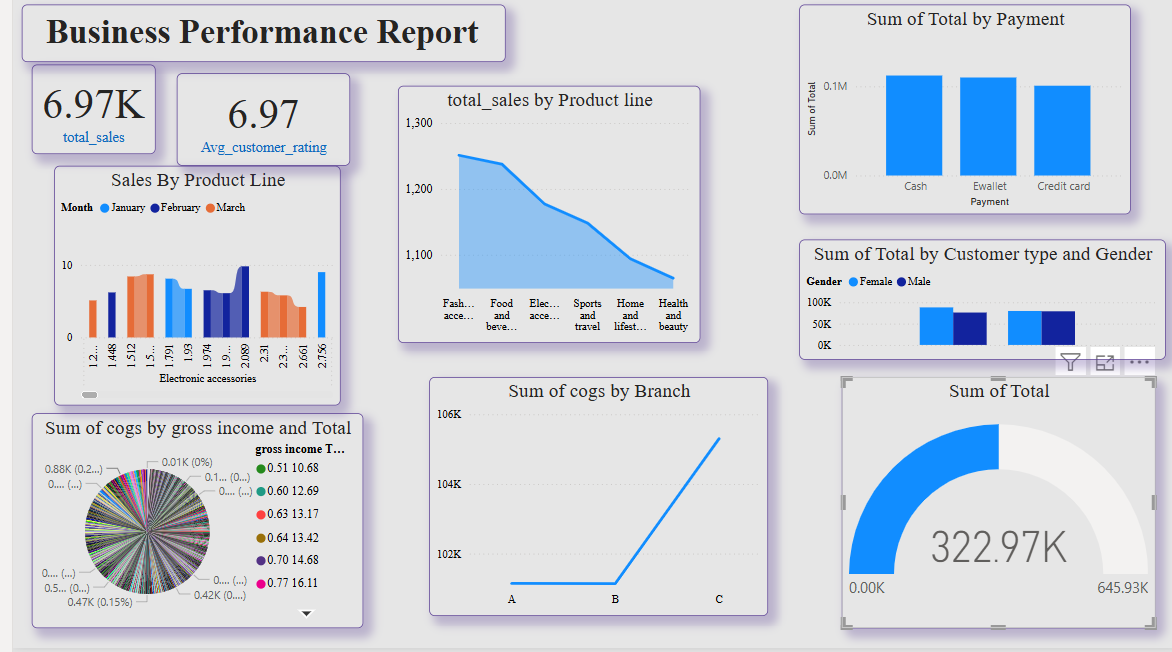 Business Performance Report
6.97K
total_sales
6.97
Avg_customer_rating
Sales By Product Line
Month January February March
10
0
1.2... 1.448 1.512 1.5... 1.791 1.93 1.974 1.9... 2.089 2.31 2.3... 2.661 2.756
Electronic accessories
total_sales by Product line
1,300
1,200
1,100
Fash... Food Elec... Sports Home Health
acce... and acce... and and and
beve... travel lifest... beauty
Sum of Total by Payment
Sum of Total
0.1M
0.0M
Cash Ewallet Credit card
Payment
Sum of Total by Customer type and Gender
Gender Female Male
100K
50K
0K
Sum of cogs by gross income and Total
gross income T...
0.51 10.68
0.60 12.69
0.63 13.17
0.64 13.42
0.70 14.68
0.77 16.11
0.01K (0%)
0.1... (0...)
0.... (...)
0.... (...)
0.42K (0....)
0.47K (0.15%)
0.5... (0...)
0.... (...)
0.... (...)
0.88K (0.2...)
Sum of cogs by Branch
106K
104K
102K
A B C
Sum of Total
322.97K
0.00K 645.93K